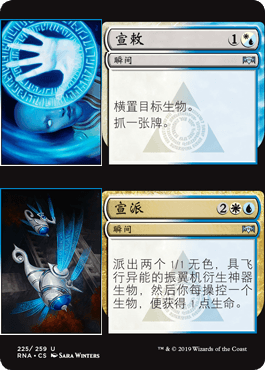 宣敕 1
瞬间
横置目标生物。
抓一张牌。
宣派 2
瞬间
派出两个1/1无色，具飞
行异能的振翼机衍生神器
生物，然后你每操控一个
生物，便获得1点生命。
225/259 U
RNA • CS SARA WINTERS
™ & © 2019 Wizards of the Coast